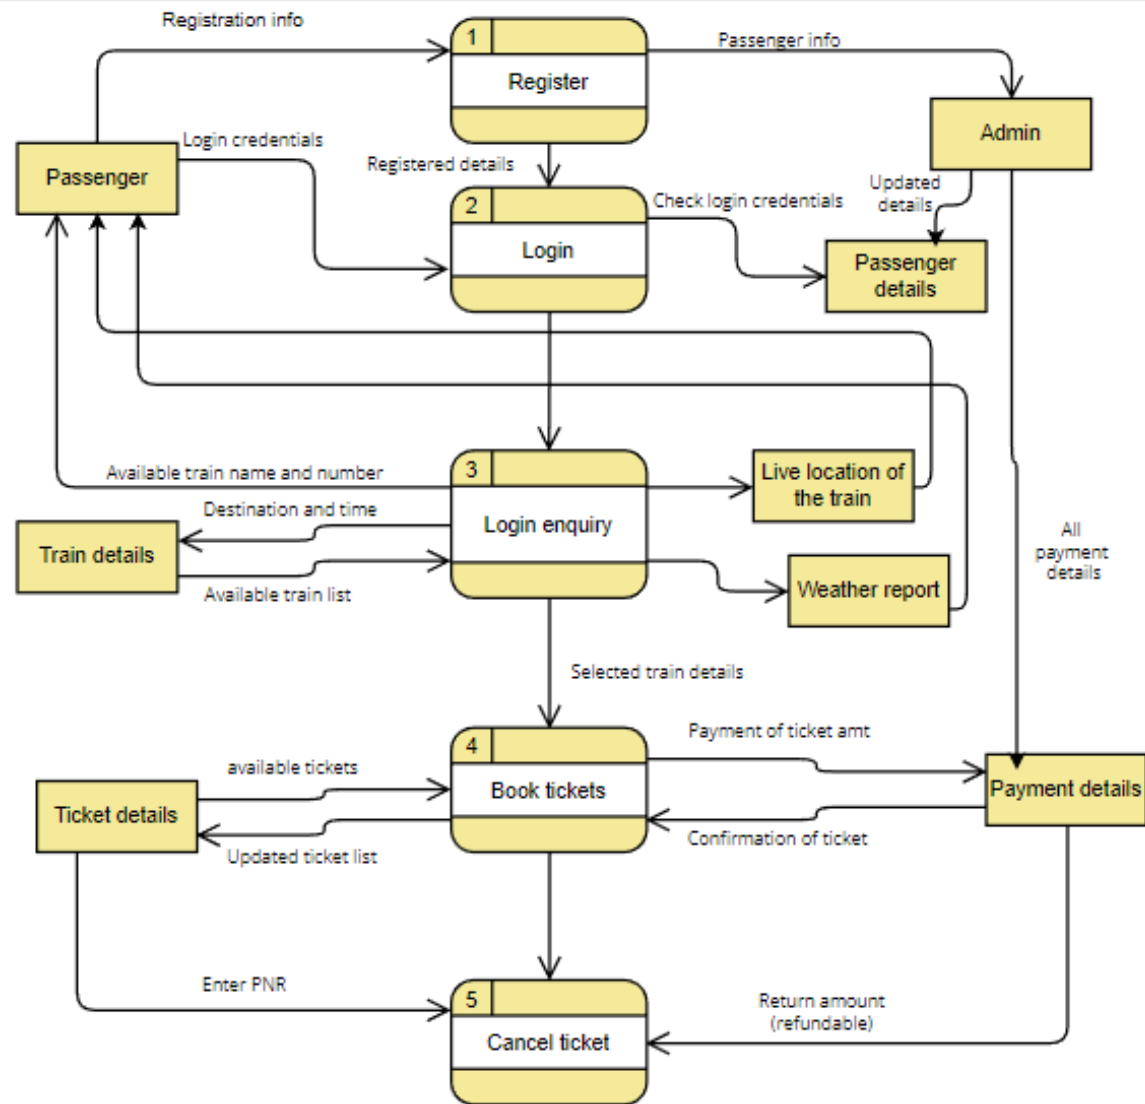 Registration info
1
Register
Passenger info
Admin
Login credentials
Passenger
Registered details
2
Login
Check login credentials
Updated
details
Passenger
details
Available train name and number
3
Login enquiry
Live location of
the train
Destination and time
Train details
Available train list
Weather report
All
payment
details
Selected train details
4
Book tickets
Payment of ticket amt
available tickets
Ticket details
Updated ticket list
Payment details
Confirmation of ticket
Enter PNR
5
Cancel ticket
Return amount
(refundable)